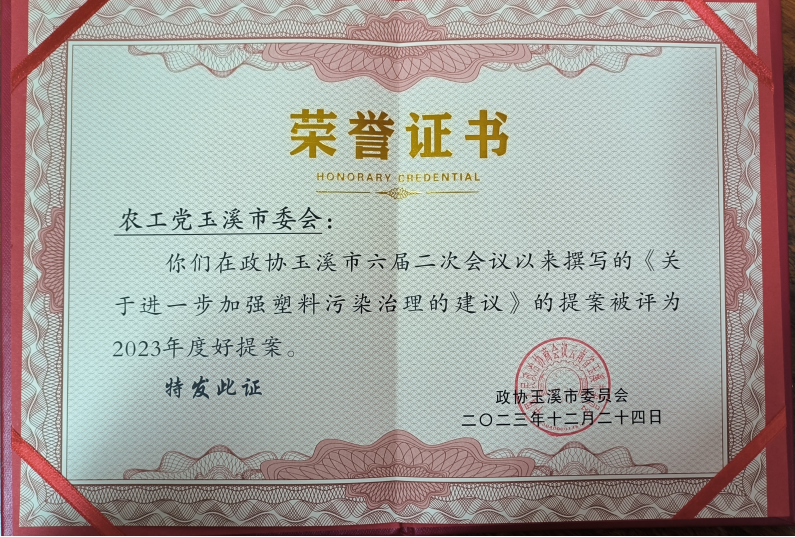 荣誉证书
HONORARY CREDENTIAL
农工党玉溪市委会：
你们在政协玉溪市六届二次会议以来撰写的《关
于进一步加强塑料污染治理的建议》的提案被评为
2023年度好提案。
特发此证
政协玉溪市委员会
二〇二三年十二月二十四日